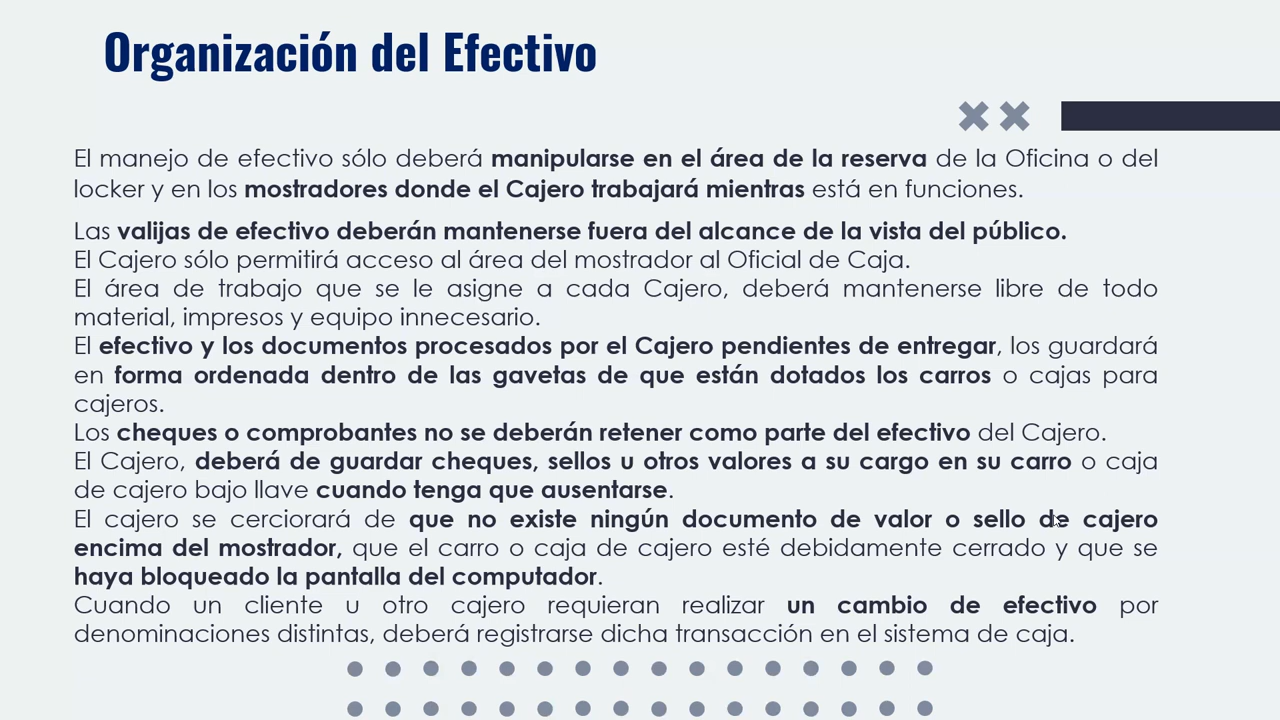 Organización del Efectivo
El manejo de efectivo sólo deberá manipularse en el área de la reserva de la Oficina o del
locker y en los mostradores donde el Cajero trabajará mientras está en funciones.
Las valijas de efectivo deberán mantenerse fuera del alcance de la vista del público.
El Cajero sólo permitirá acceso al área del mostrador al Oficial de Caja.
El área de trabajo que se le asigne a cada Cajero, deberá mantenerse libre de todo
material, impresos y equipo innecesario.
El efectivo y los documentos procesados por el Cajero pendientes de entregar, los guardará
en forma ordenada dentro de las gavetas de que están dotados los carros o cajas para
cajeros.
Los cheques o comprobantes no se deberán retener como parte del efectivo del Cajero.
El Cajero, deberá de guardar cheques, sellos u otros valores a su cargo en su carro o caja
de cajero bajo llave cuando tenga que ausentarse.
El cajero se cerciorará de que no existe ningún documento de valor o sello de cajero
encima del mostrador, que el carro o caja de cajero esté debidamente cerrado y que se
haya bloqueado la pantalla del computador.
Cuando un cliente u otro cajero requieran realizar un cambio de efectivo por
denominaciones distintas, deberá registrarse dicha transacción en el sistema de caja.